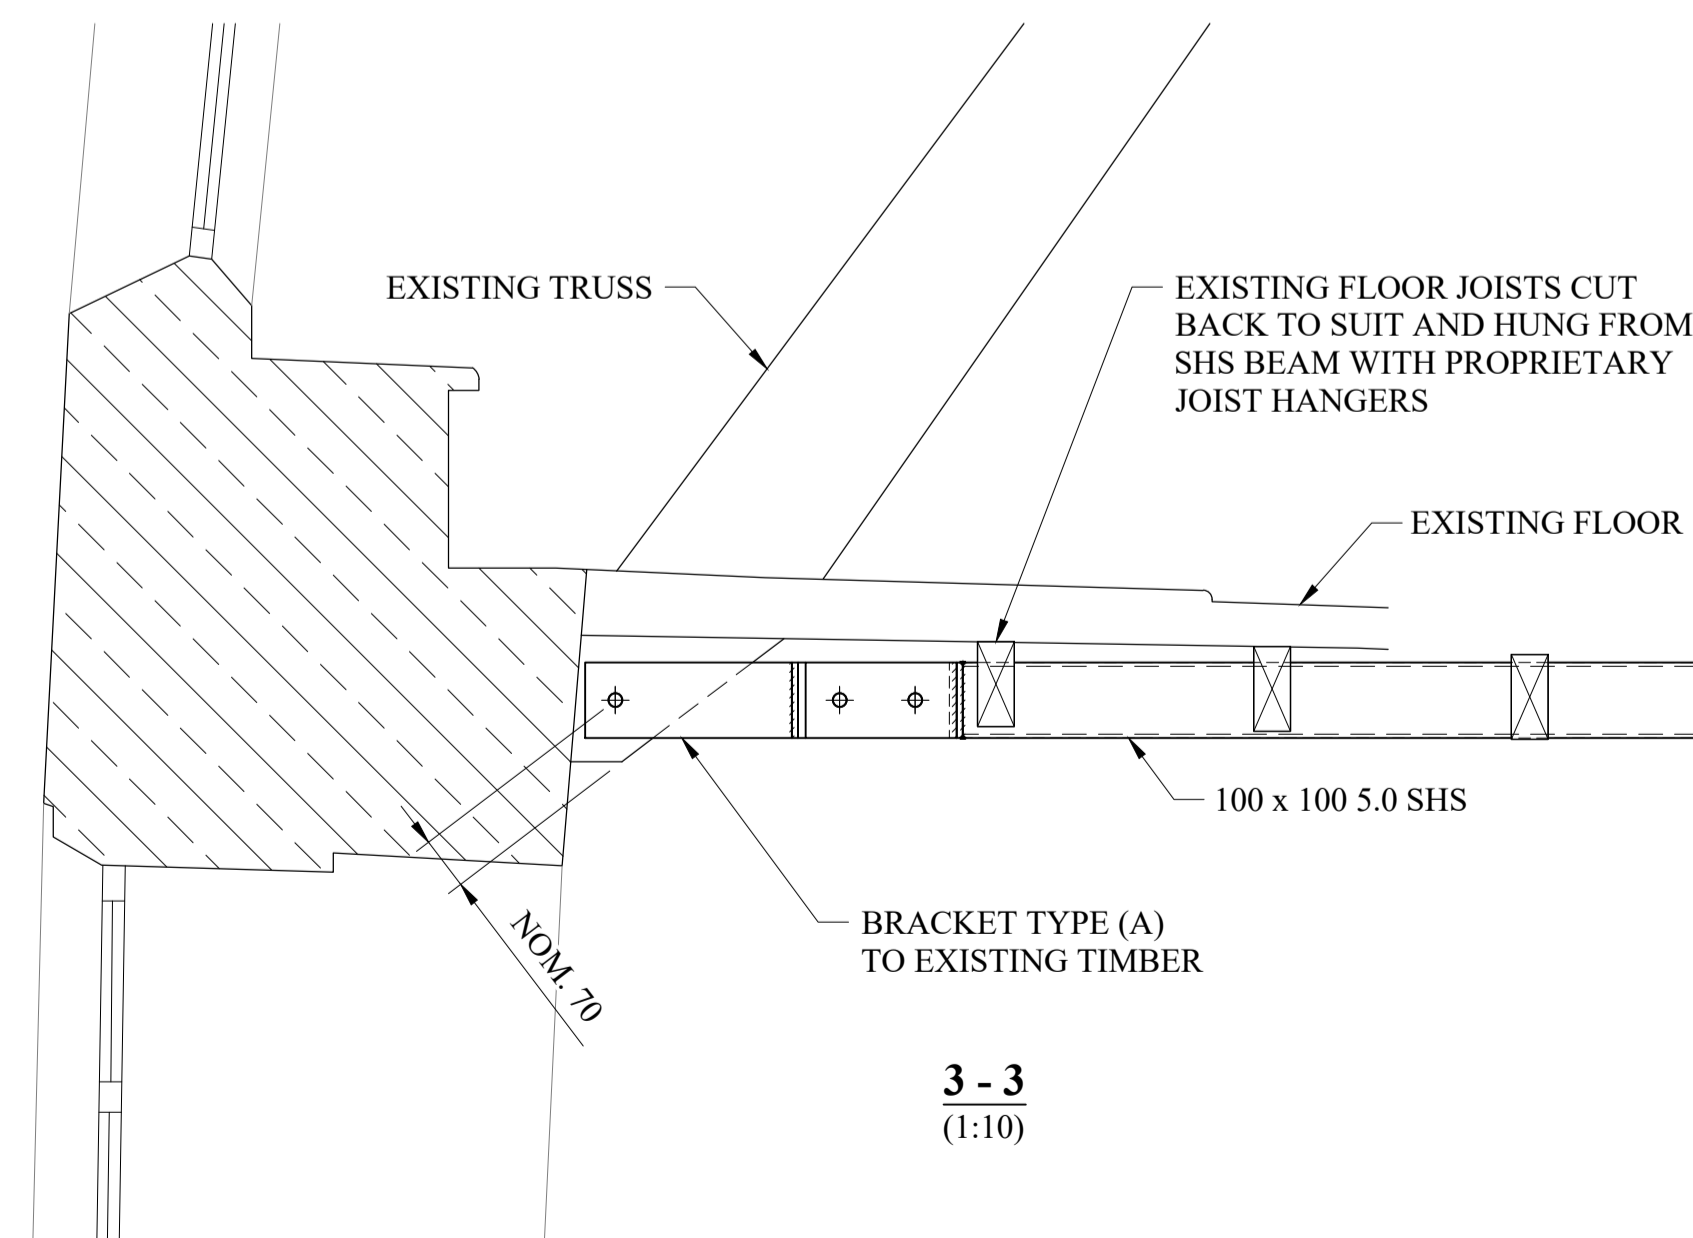 EXISTING TRUSS
EXISTING FLOOR JOISTS CUT
BACK TO SUIT AND HUNG FROM
SHS BEAM WITH PROPRIETARY
JOIST HANGERS
EXISTING FLOOR
100 x 100 5.0 SHS
BRACKET TYPE (A)
TO EXISTING TIMBER
NOM. 70
3 - 3
(1:10)